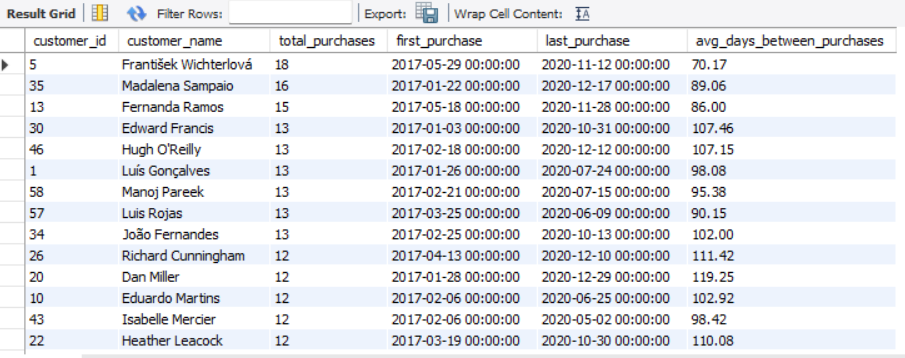 Result Grid Filter Rows: Export: Wrap Cell Content: IA
customer_id customer_name total_purchases first_purchase last_purchase avg_days_between_purchases
5 František Wichterlová 18 2017-05-29 00:00:00 2020-11-12 00:00:00 70.17
35 Madalena Sampaio 16 2017-01-22 00:00:00 2020-12-17 00:00:00 89.06
13 Fernanda Ramos 15 2017-05-18 00:00:00 2020-11-28 00:00:00 86.00
30 Edward Francis 13 2017-01-03 00:00:00 2020-10-31 00:00:00 107.46
46 Hugh O'Reilly 13 2017-02-18 00:00:00 2020-12-12 00:00:00 107.15
1 Luís Gonçalves 13 2017-01-26 00:00:00 2020-07-24 00:00:00 98.08
58 Manoj Pareek 13 2017-02-21 00:00:00 2020-07-15 00:00:00 95.38
57 Luis Rojas 13 2017-03-25 00:00:00 2020-06-09 00:00:00 90.15
34 João Fernandes 13 2017-02-25 00:00:00 2020-10-13 00:00:00 102.00
26 Richard Cunningham 12 2017-04-13 00:00:00 2020-12-10 00:00:00 111.42
20 Dan Miller 12 2017-01-28 00:00:00 2020-12-29 00:00:00 119.25
10 Eduardo Martins 12 2017-02-06 00:00:00 2020-06-25 00:00:00 102.92
43 Isabelle Mercier 12 2017-02-06 00:00:00 2020-05-02 00:00:00 98.42
22 Heather Leacock 12 2017-03-19 00:00:00 2020-10-30 00:00:00 110.08